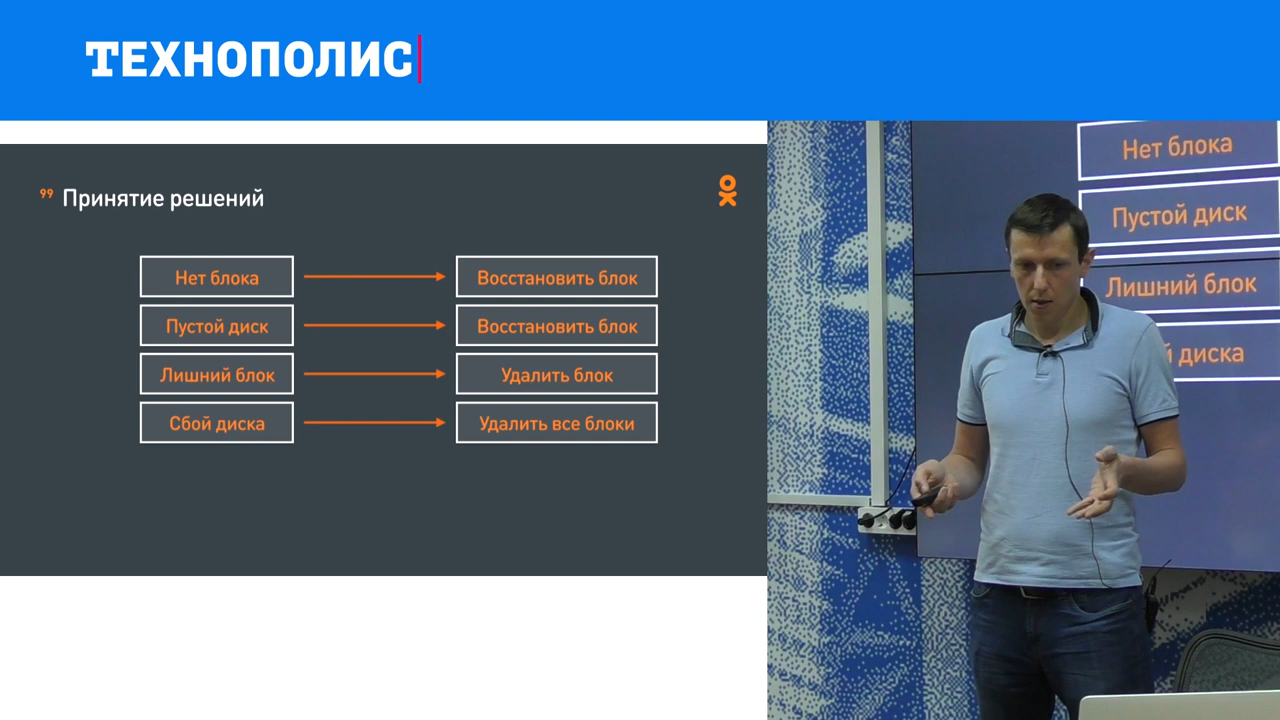 ТЕХНОПОЛИС
” Принятие решений
Нет блока
Восстановить блок
Пустой диск
Восстановить блок
Лишний блок
Удалить блок
Сбой диска
Удалить все блоки
Нет блока
Пустой диск
Лишний блок
й диска